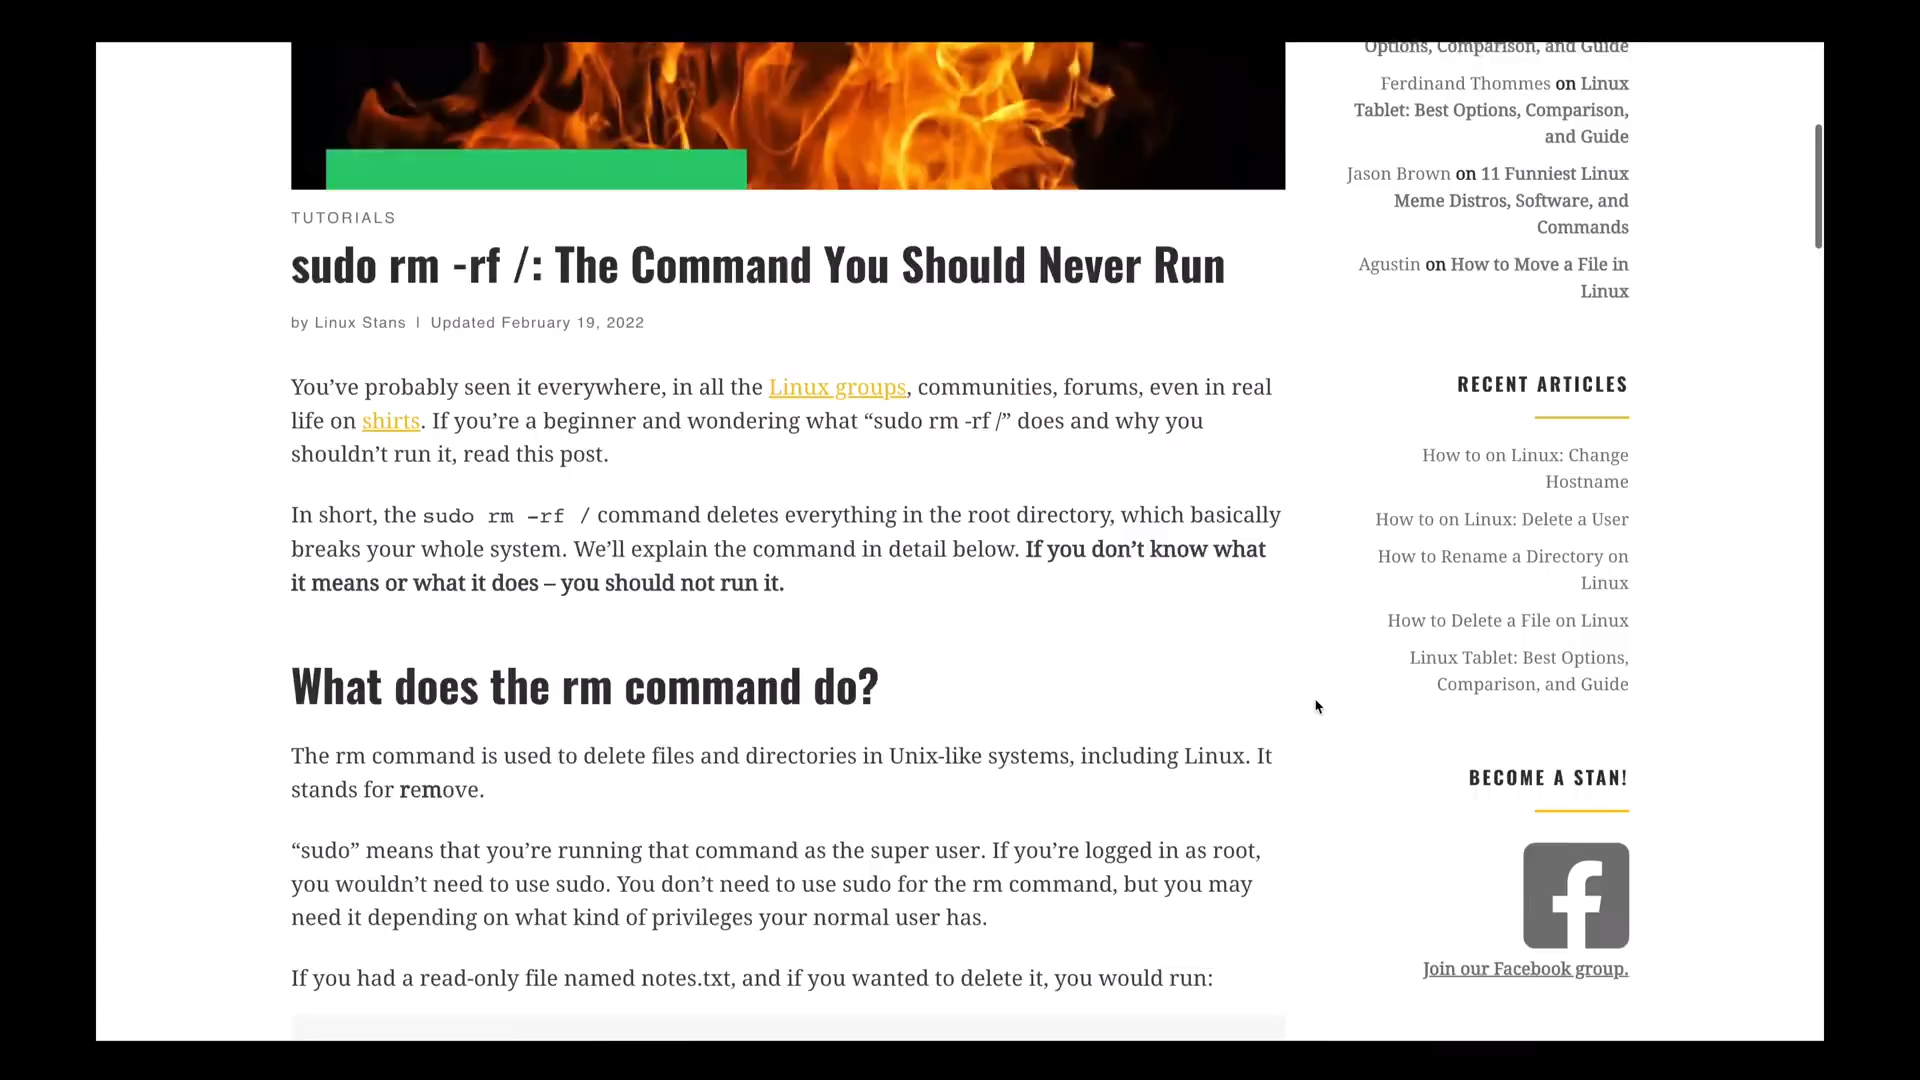 TUTORIALS
sudo rm -rf /: The Command You Should Never Run
by Linux Stans | Updated February 19, 2022
You’ve probably seen it everywhere, in all the Linux groups, communities, forums, even in real
life on shirts. If you’re a beginner and wondering what “sudo rm -rf /” does and why you
shouldn’t run it, read this post.
In short, the sudo rm -rf / command deletes everything in the root directory, which basically
breaks your whole system. We’ll explain the command in detail below. If you don’t know what
it means or what it does – you should not run it.
What does the rm command do?
The rm command is used to delete files and directories in Unix-like systems, including Linux. It
stands for remove.
“sudo” means that you’re running that command as the super user. If you’re logged in as root,
you wouldn’t need to use sudo. You don’t need to use sudo for the rm command, but you may
need it depending on what kind of privileges your normal user has.
If you had a read-only file named notes.txt, and if you wanted to delete it, you would run:
Options, Comparison, and Guide
Ferdinand Thommes on Linux
Tablet: Best Options, Comparison,
and Guide
Jason Brown on 11 Funniest Linux
Meme Distros, Software, and
Commands
Agustin on How to Move a File in
Linux
RECENT ARTICLES
How to on Linux: Change
Hostname
How to on Linux: Delete a User
How to Rename a Directory on
Linux
How to Delete a File on Linux
Linux Tablet: Best Options,
Comparison, and Guide
BECOME A STAN!
Join our Facebook group.